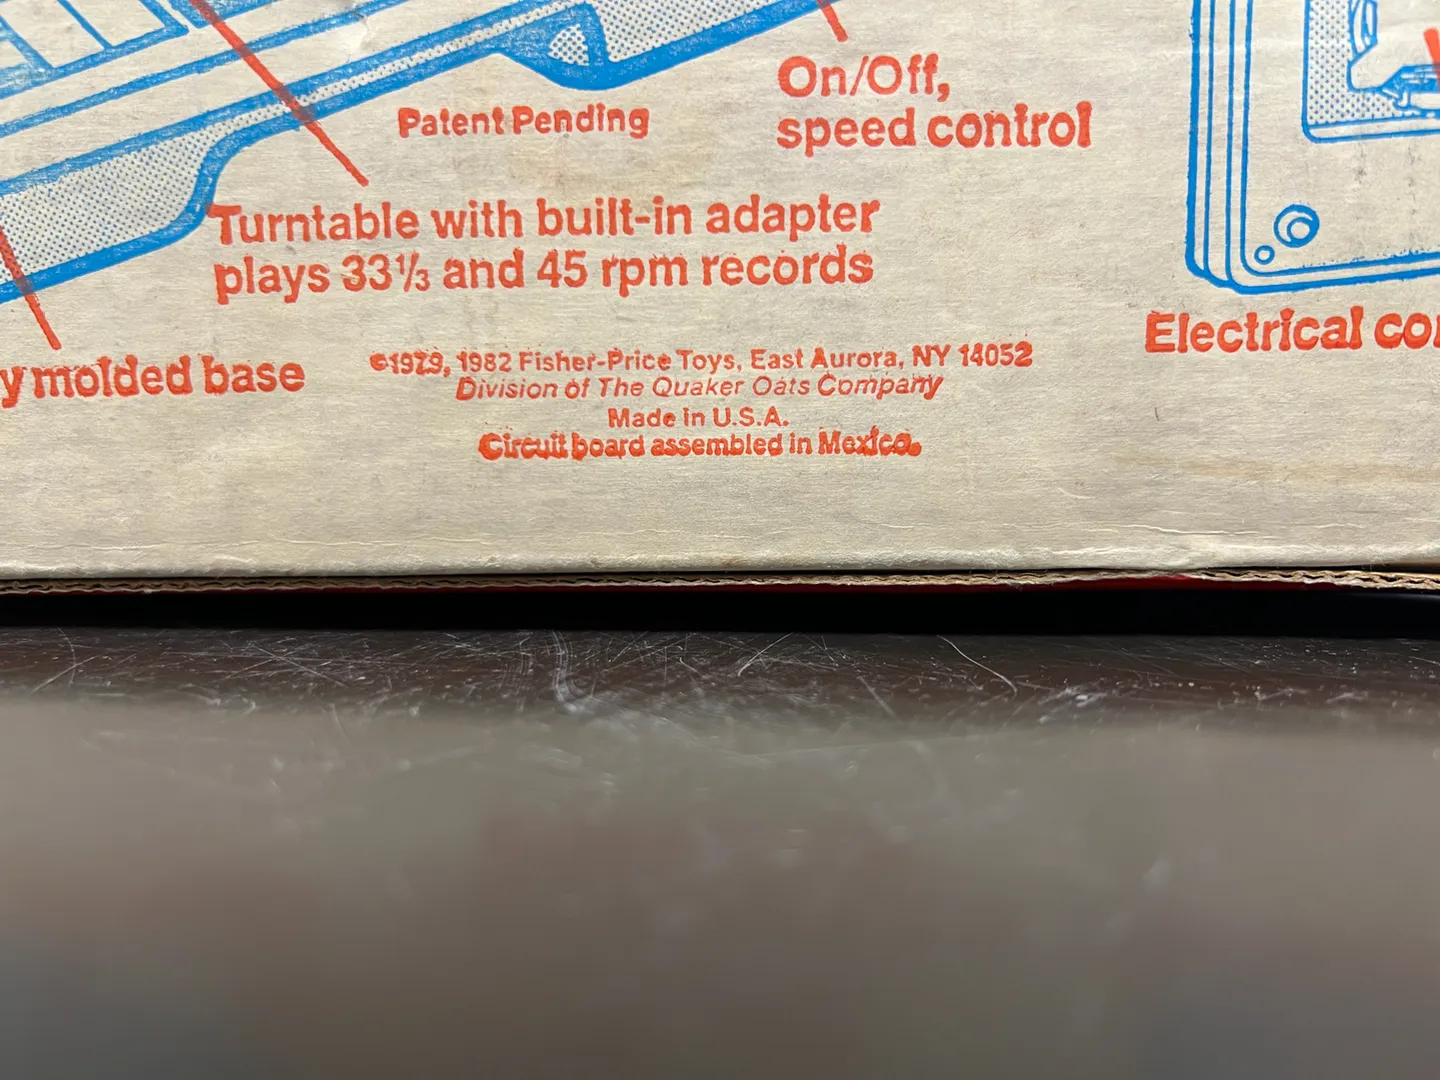 On/Off,
speed control
Patent Pending
Turntable with built-in adapter
plays 33⅓ and 45 rpm records
Electrical co
y molded base
©1979, 1982 Fisher-Price Toys, East Aurora, NY 14052
Division of The Quaker Oats Company
Made in U.S.A.
Circuit board assembled in Mexico.